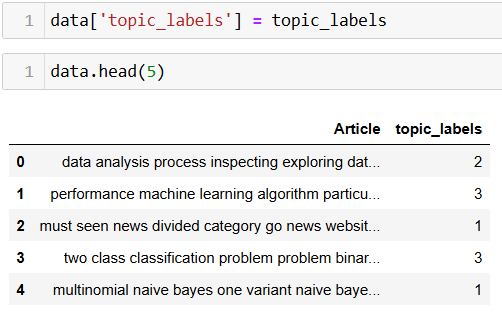 1 data['topic_labels'] = topic_labels
1 data.head(5)
Article topic_labels
0 data analysis process inspecting exploring dat... 2
1 performance machine learning algorithm particu... 3
2 must seen news divided category go news websit... 1
3 two class classification problem problem binar... 3
4 multinomial naive bayes one variant naive baye... 1